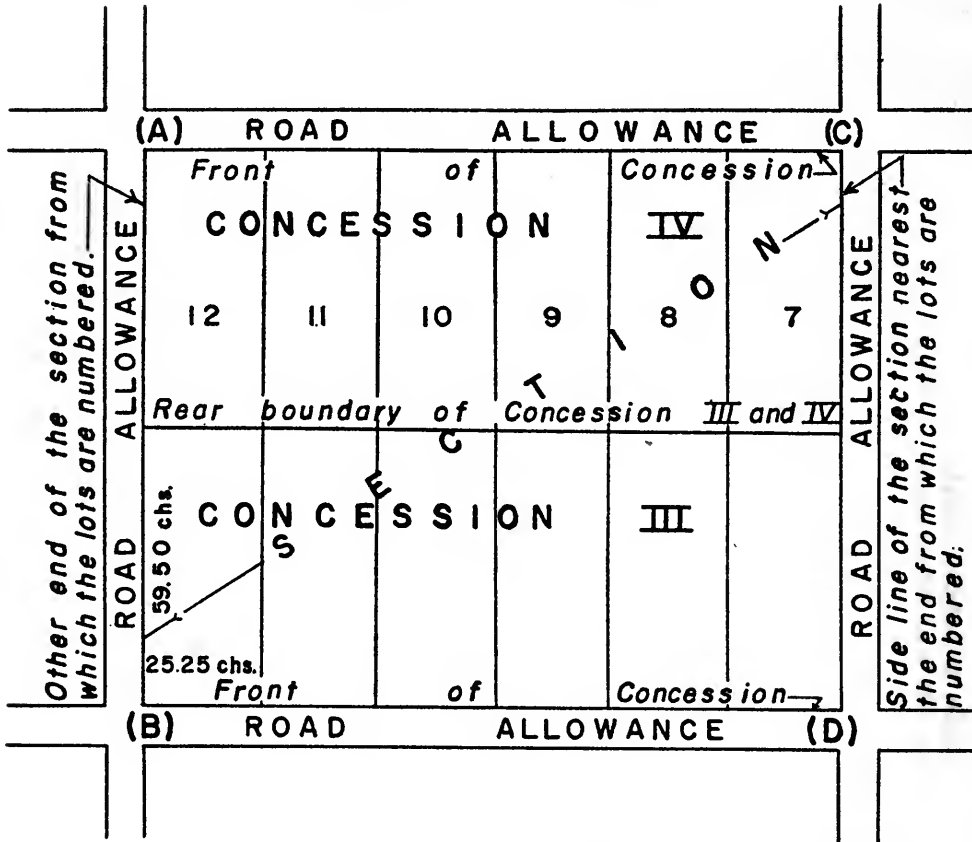 (A) ROAD ALLOWANCE (C)
Front of Concession
CONCESSION IV
12 11 10 9 8 7
Rear boundary of Concession III and IV
SECTION
CONCESSION III
59.50 chs.
25.25 chs.
Front of Concession
(B) ROAD ALLOWANCE (D)
Other end of the section from
which the lots are numbered.
ROAD ALLOWANCE
ROAD ALLOWANCE
Side line of the section nearest
the end from which the lots are
numbered.